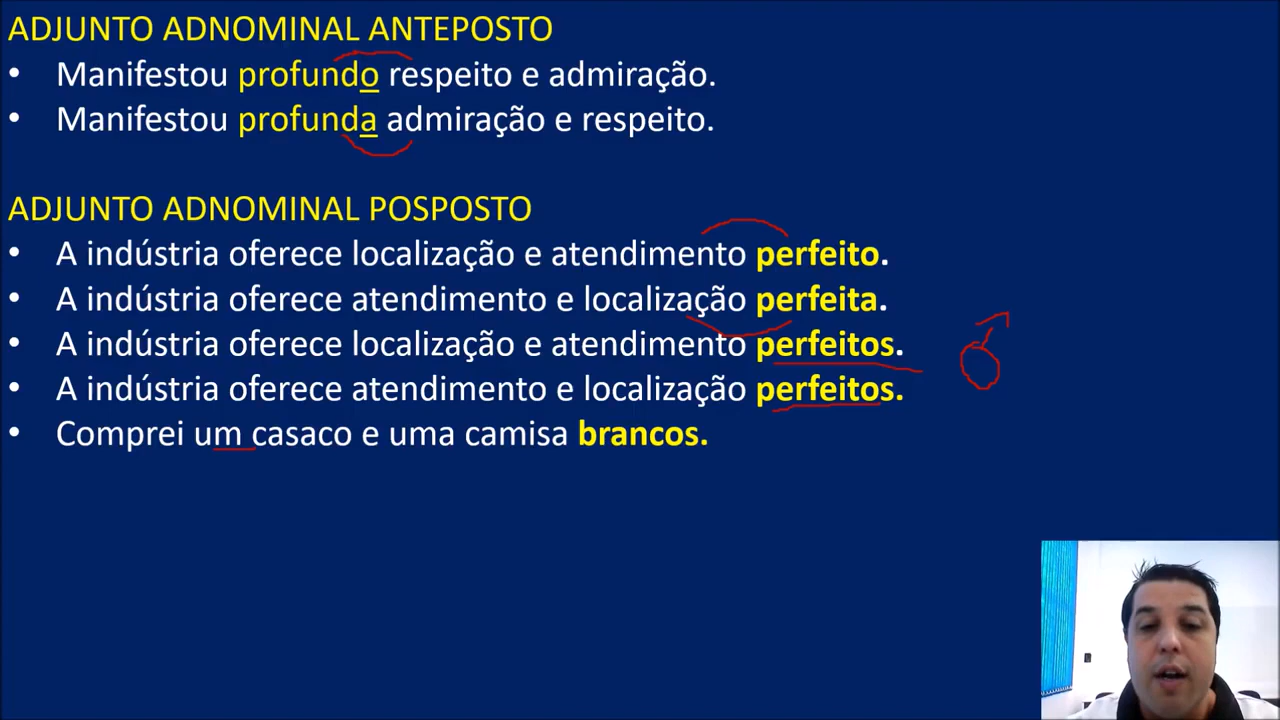 ADJUNTO ADNOMINAL ANTEPOSTO
• Manifestou profundo respeito e admiração.
• Manifestou profunda admiração e respeito.
ADJUNTO ADNOMINAL POSPOSTO
• A indústria oferece localização e atendimento perfeito.
• A indústria oferece atendimento e localização perfeita.
• A indústria oferece localização e atendimento perfeitos.
• A indústria oferece atendimento e localização perfeitos.
• Comprei um casaco e uma camisa brancos.